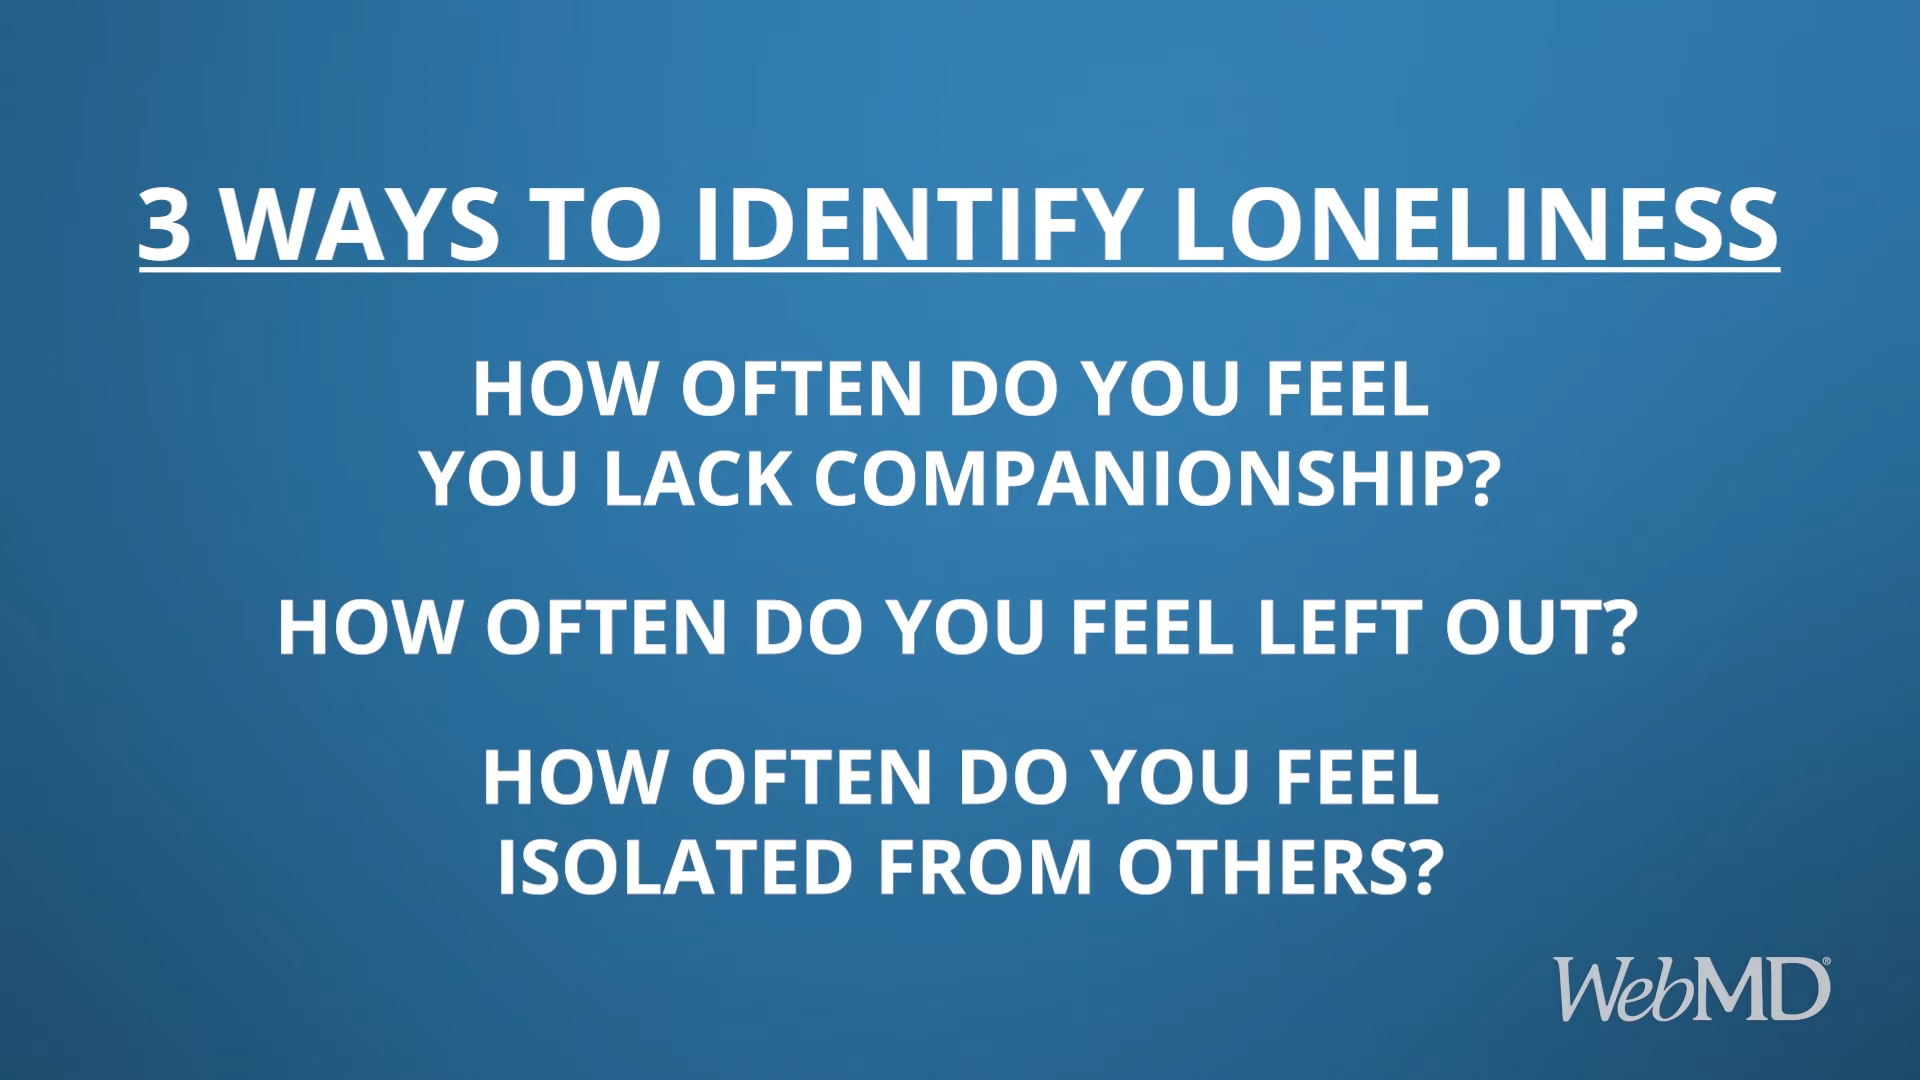 3 WAYS TO IDENTIFY LONELINESS
HOW OFTEN DO YOU FEEL
YOU LACK COMPANIONSHIP?
HOW OFTEN DO YOU FEEL LEFT OUT?
HOW OFTEN DO YOU FEEL
ISOLATED FROM OTHERS?
WebMD®